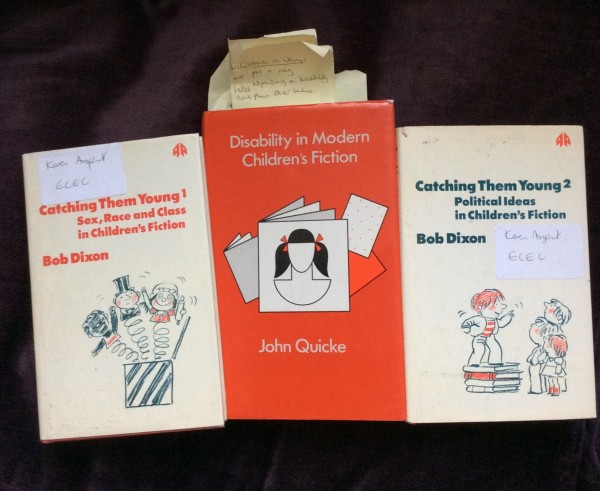 Karen Argent
ECEC
Catching Them Young 1
Sex, Race and Class
in Children's Fiction
Bob Dixon
Disability in Modern
Children's Fiction
John Quicke
Catching Them Young 2
Political Ideas
in Children's Fiction
Bob Dixon
Karen Argent
ECEC